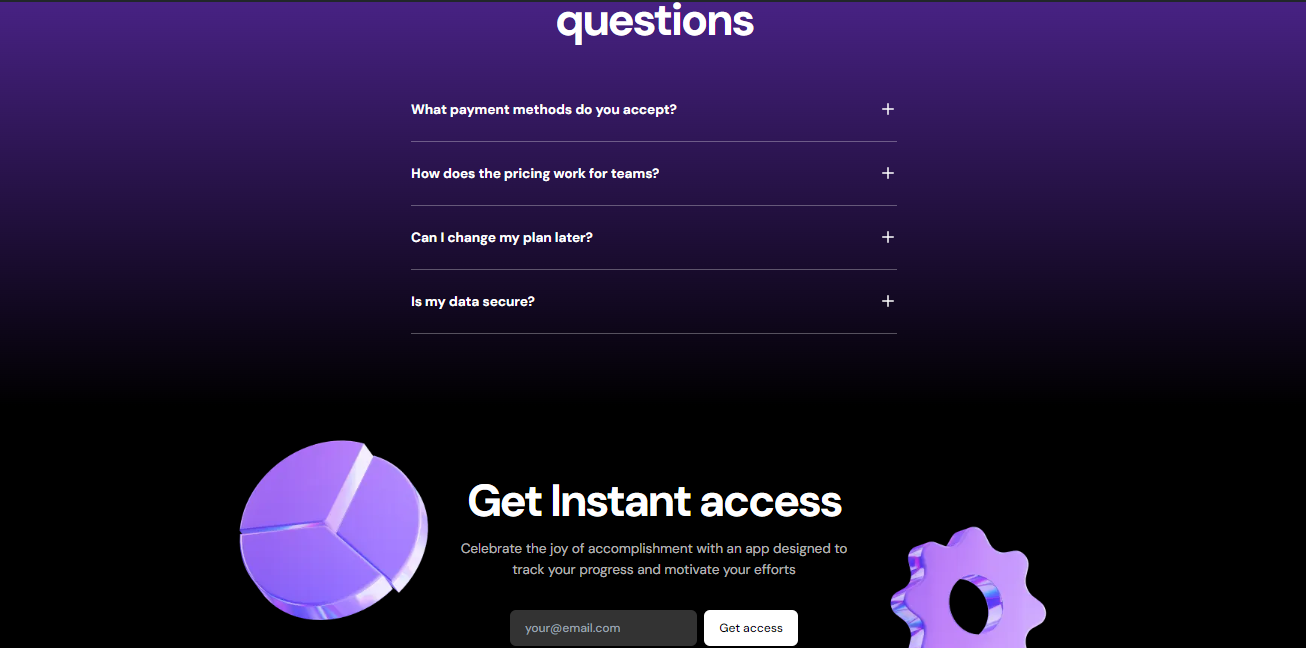 questions
What payment methods do you accept?
How does the pricing work for teams?
Can I change my plan later?
Is my data secure?
Get Instant access
Celebrate the joy of accomplishment with an app designed to
track your progress and motivate your efforts
your@email.com
Get access